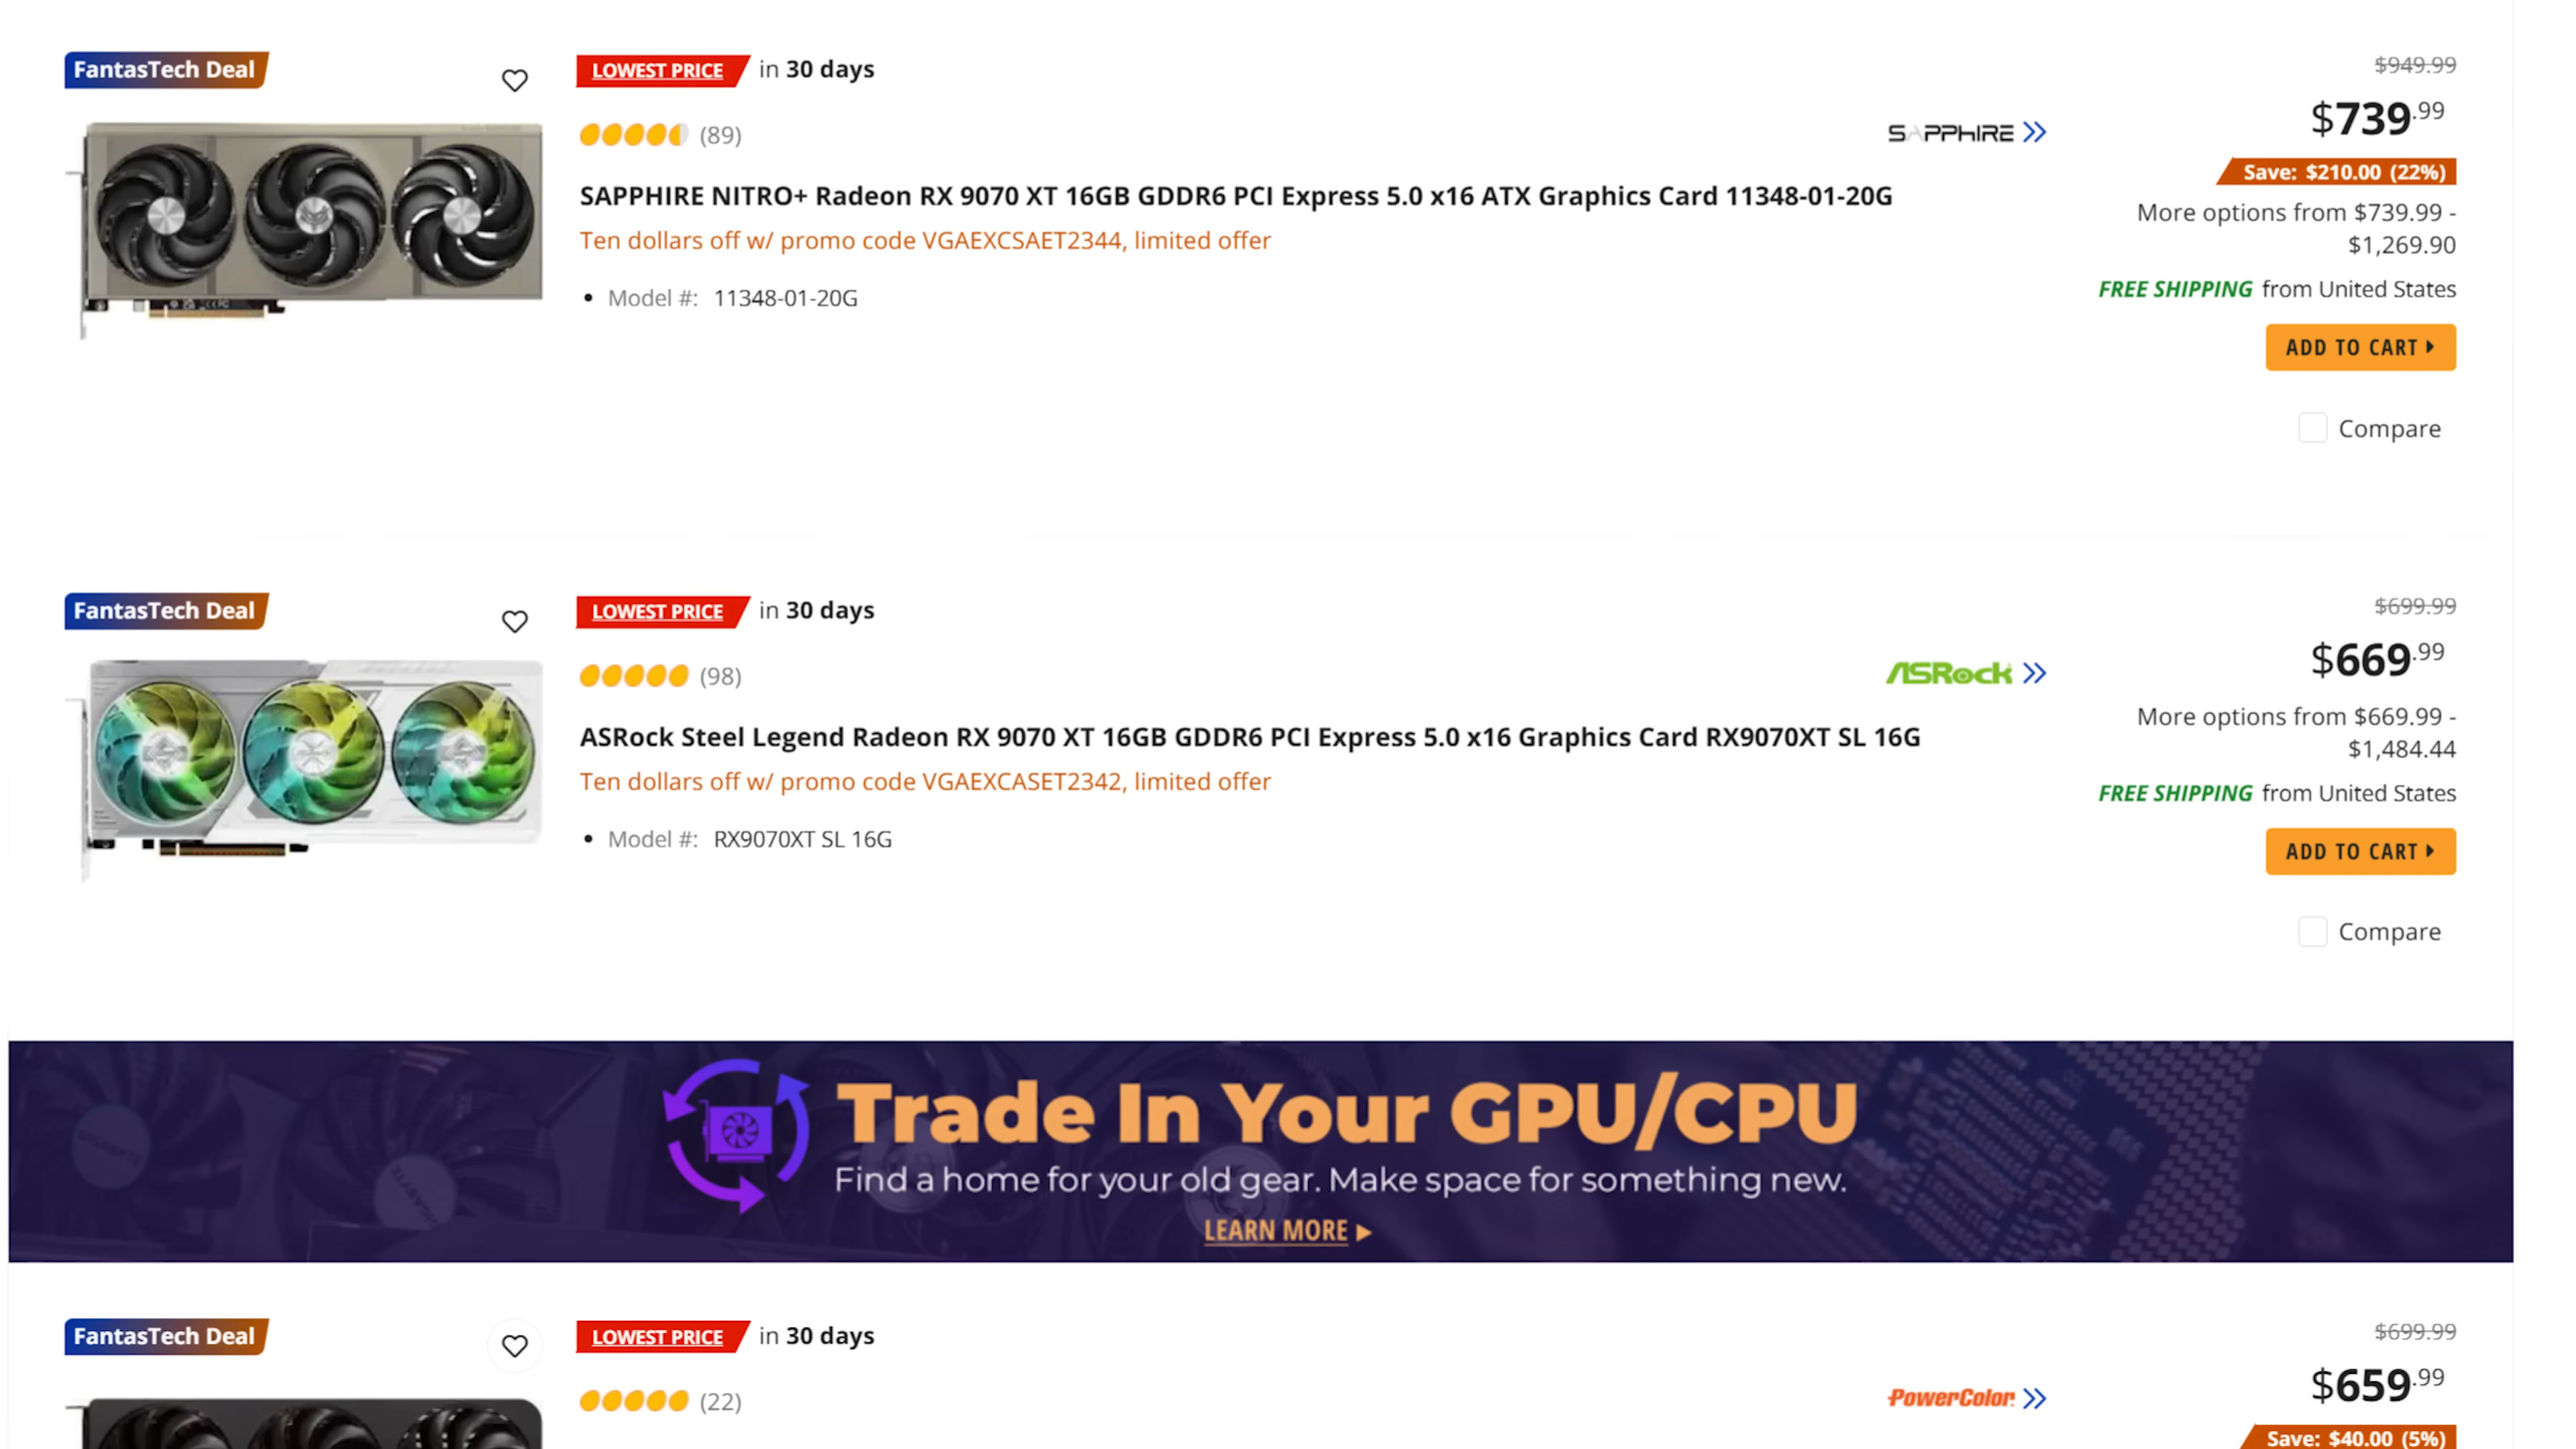 FantasTech Deal
LOWEST PRICE in 30 days
$949.99
(89)
SAPPHIRE
$739.99
Save: $210.00 (22%)
SAPPHIRE NITRO+ Radeon RX 9070 XT 16GB GDDR6 PCI Express 5.0 x16 ATX Graphics Card 11348-01-20G
Ten dollars off w/ promo code VGAEXCSAET2344, limited offer
Model #: 11348-01-20G
More options from $739.99 -
$1,269.90
FREE SHIPPING from United States
ADD TO CART
Compare
FantasTech Deal
LOWEST PRICE in 30 days
$699.99
(98)
ASRock
$669.99
ASRock Steel Legend Radeon RX 9070 XT 16GB GDDR6 PCI Express 5.0 x16 Graphics Card RX9070XT SL 16G
Ten dollars off w/ promo code VGAEXCASET2342, limited offer
Model #: RX9070XT SL 16G
More options from $669.99 -
$1,484.44
FREE SHIPPING from United States
ADD TO CART
Compare
Trade In Your GPU/CPU
Find a home for your old gear. Make space for something new.
LEARN MORE
FantasTech Deal
LOWEST PRICE in 30 days
$699.99
(22)
PowerColor
$659.99
Save: $40.00 (5%)